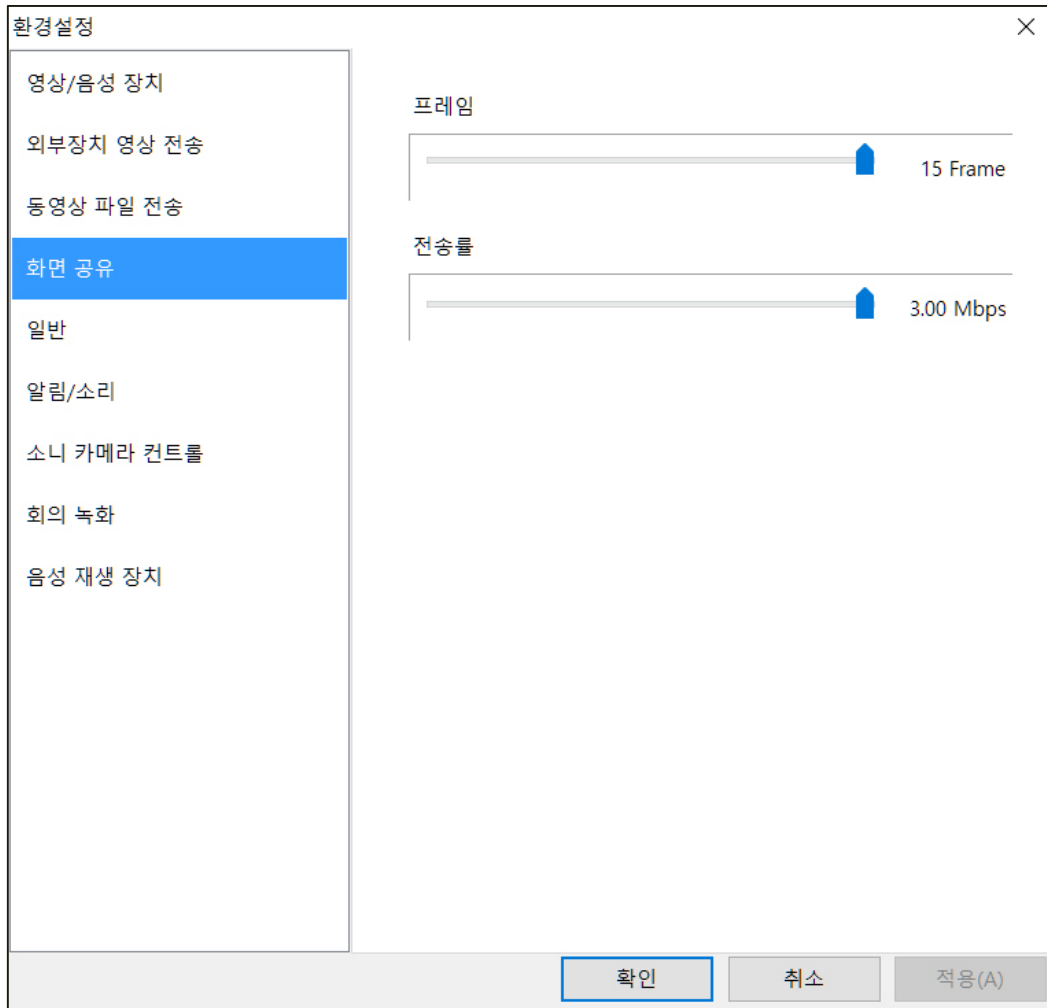 환경설정
영상/음성 장치
외부장치 영상 전송
동영상 파일 전송
화면 공유
일반
알림/소리
소니 카메라 컨트롤
회의 녹화
음성 재생 장치
프레임
15 Frame
전송률
3.00 Mbps
확인
취소
적용(A)